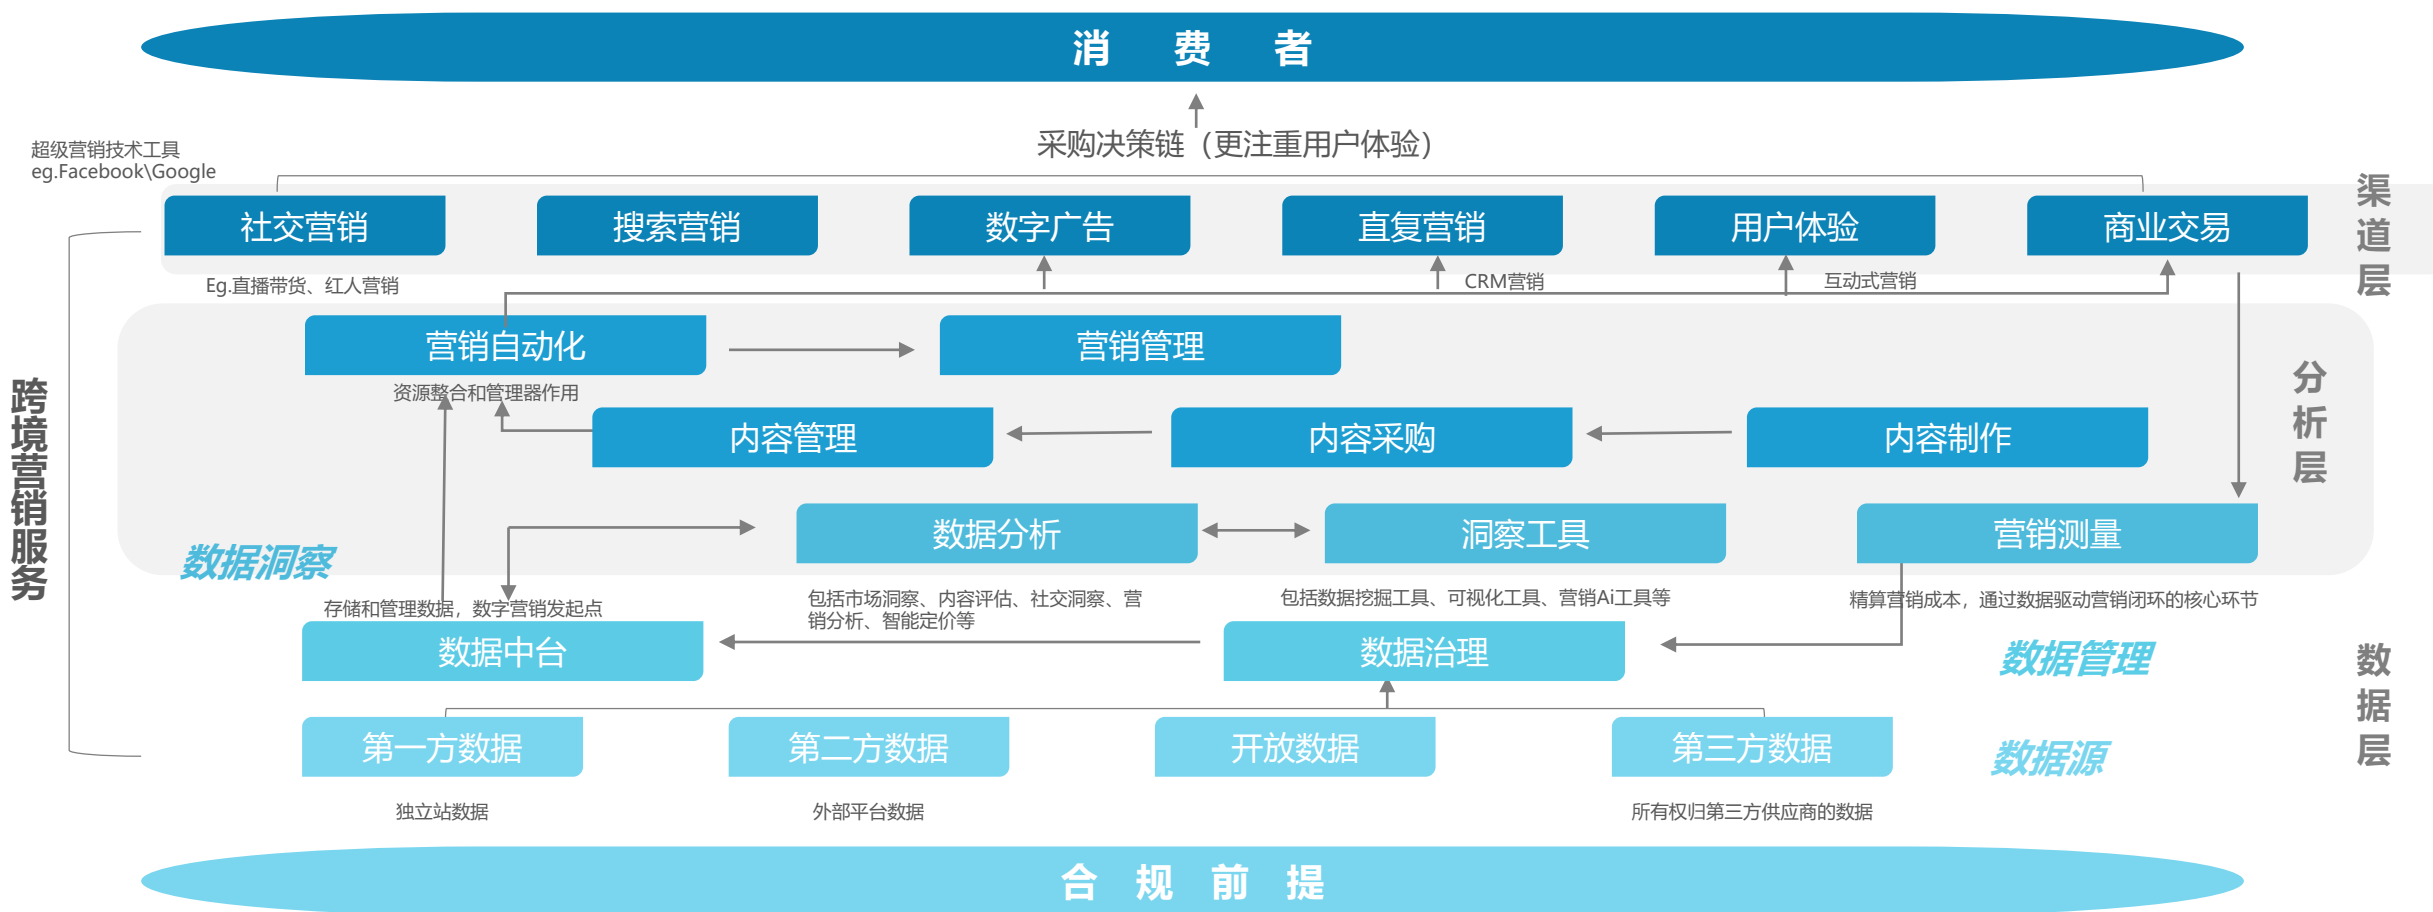 消 费 者
采购决策链（更注重用户体验）
超级营销技术工具
eg.Facebook\Google
渠道层
社交营销
搜索营销
数字广告
直复营销
用户体验
商业交易
Eg.直播带货、红人营销
CRM营销
互动式营销
跨境营销服务
分析层
营销自动化
营销管理
资源整合和管理器作用
内容管理
内容采购
内容制作
数据分析
洞察工具
营销测量
数据洞察
存储和管理数据，数字营销发起点
包括市场洞察、内容评估、社交洞察、营
销分析、智能定价等
包括数据挖掘工具、可视化工具、营销Ai工具等
精算营销成本，通过数据驱动营销闭环的核心环节
数据中台
数据治理
数据管理
数据层
第一方数据
第二方数据
开放数据
第三方数据
数据源
独立站数据
外部平台数据
所有权归第三方供应商的数据
合 规 前 提